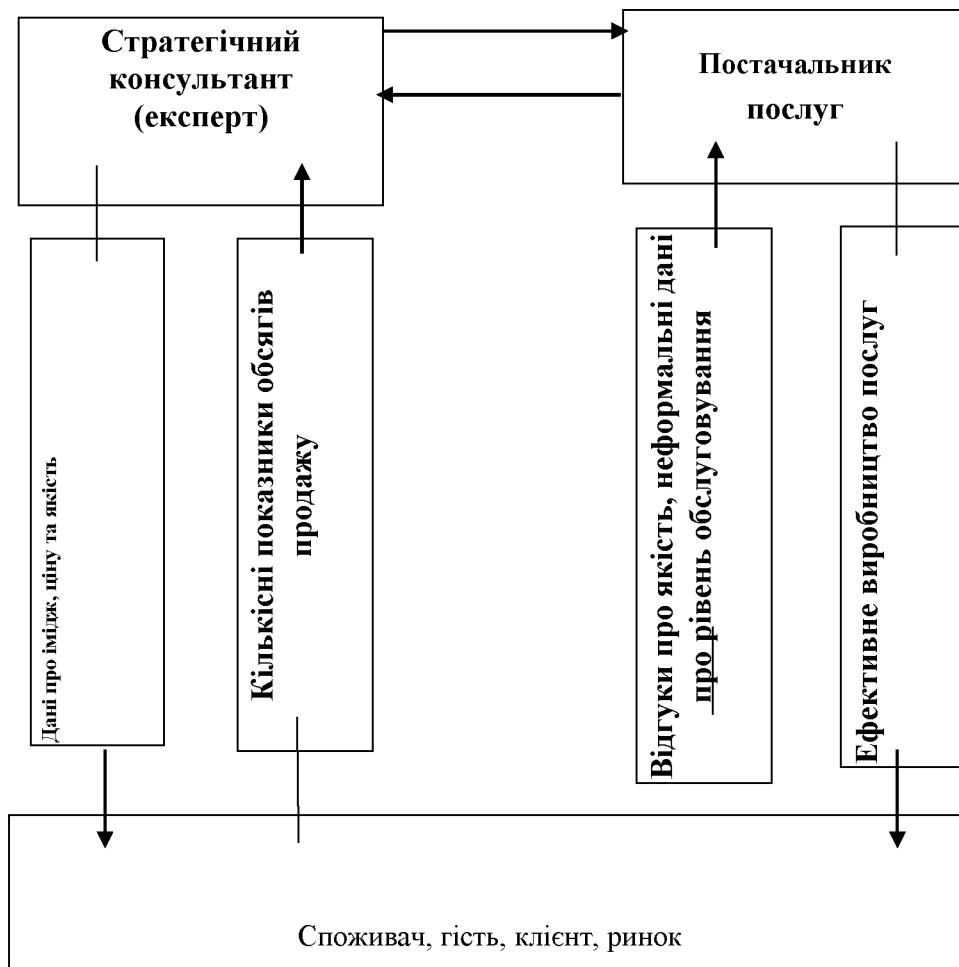 Стратегічний
консультант
(експерт)
Постачальник
послуг
Дані про імідж, ціну та якість
Кількісні показники обсягів
продажу
Відгуки про якість, неформальні дані
про рівень обслуговування
Ефективне виробництво послуг
Споживач, гість, клієнт, ринок